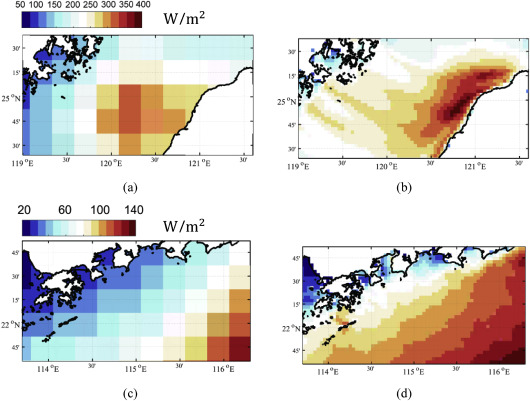 50 100 150 200 250 300 350 400 W/m²
30'
15'
25 °N
45'
30'
119 °E 30' 120 °E 30' 121 °E
(a)
30'
15'
25 °N
45'
30'
119 °E 30' 120 °E 30' 121 °E
(b)
20 60 100 140 W/m²
45'
30'
15'
22 °N
45'
114 °E 30' 115 °E 30' 116 °E
(c)
45'
30'
15'
22 °N
45'
114 °E 30' 115 °E 30' 116 °E
(d)